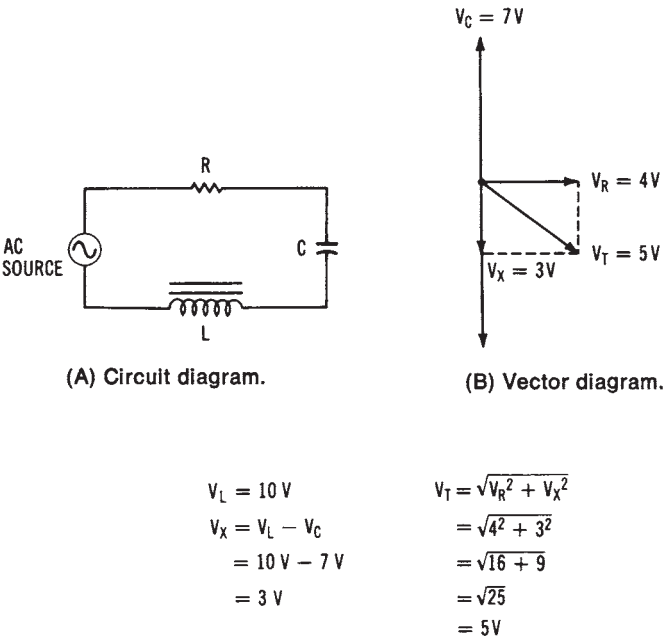 V_C = 7V
R
AC
SOURCE
C
L
V_R = 4V
V_T = 5V
V_X = 3V
(A) Circuit diagram.
(B) Vector diagram.
V_L = 10 V
V_X = V_L − V_C
= 10 V − 7 V
= 3 V
V_T = √(V_R² + V_X²)
= √(4² + 3²)
= √(16 + 9)
= √25
= 5V